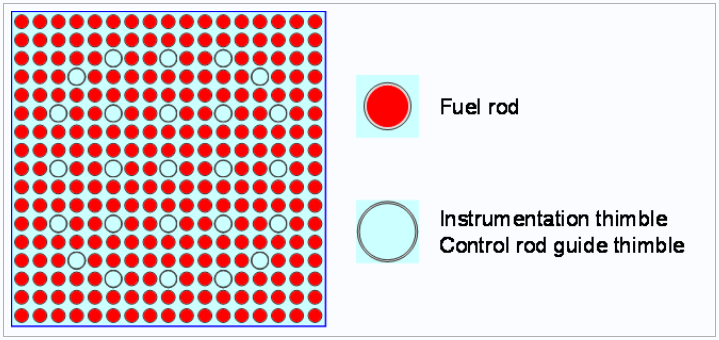 Fuel rod
Instrumentation thimble
Control rod guide thimble